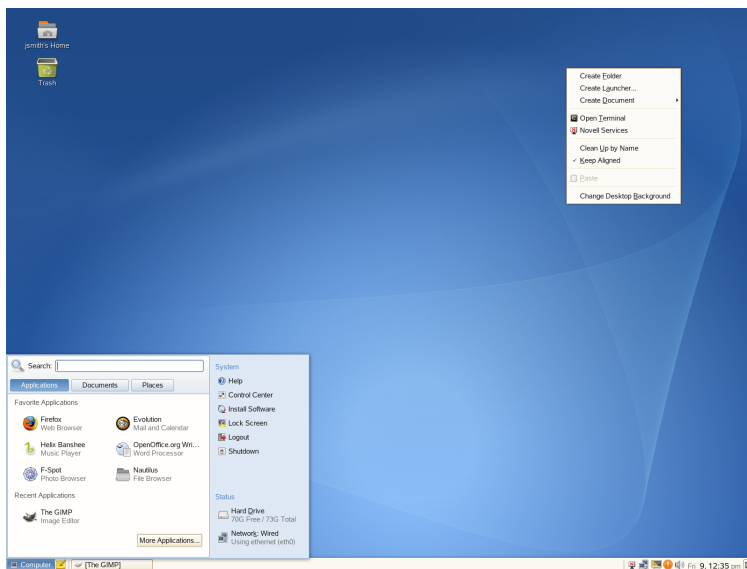 jsmith's Home
Trash
Create Folder
Create Launcher...
Create Document
Open Terminal
Novell Services
Clean Up by Name
Keep Aligned
Paste
Change Desktop Background
Search:
Applications
Documents
Places
Favorite Applications
Firefox
Web Browser
Evolution
Mail and Calendar
Helix Banshee
Music Player
OpenOffice.org Wri...
Word Processor
F-Spot
Photo Browser
Nautilus
File Browser
Recent Applications
The GIMP
Image Editor
More Applications...
System
Help
Control Center
Install Software
Lock Screen
Logout
Shutdown
Status
Hard Drive
70G Free / 73G Total
Network: Wired
Using ethernet (eth0)
Computer
[The GIMP]
Fri 9, 12:35 pm